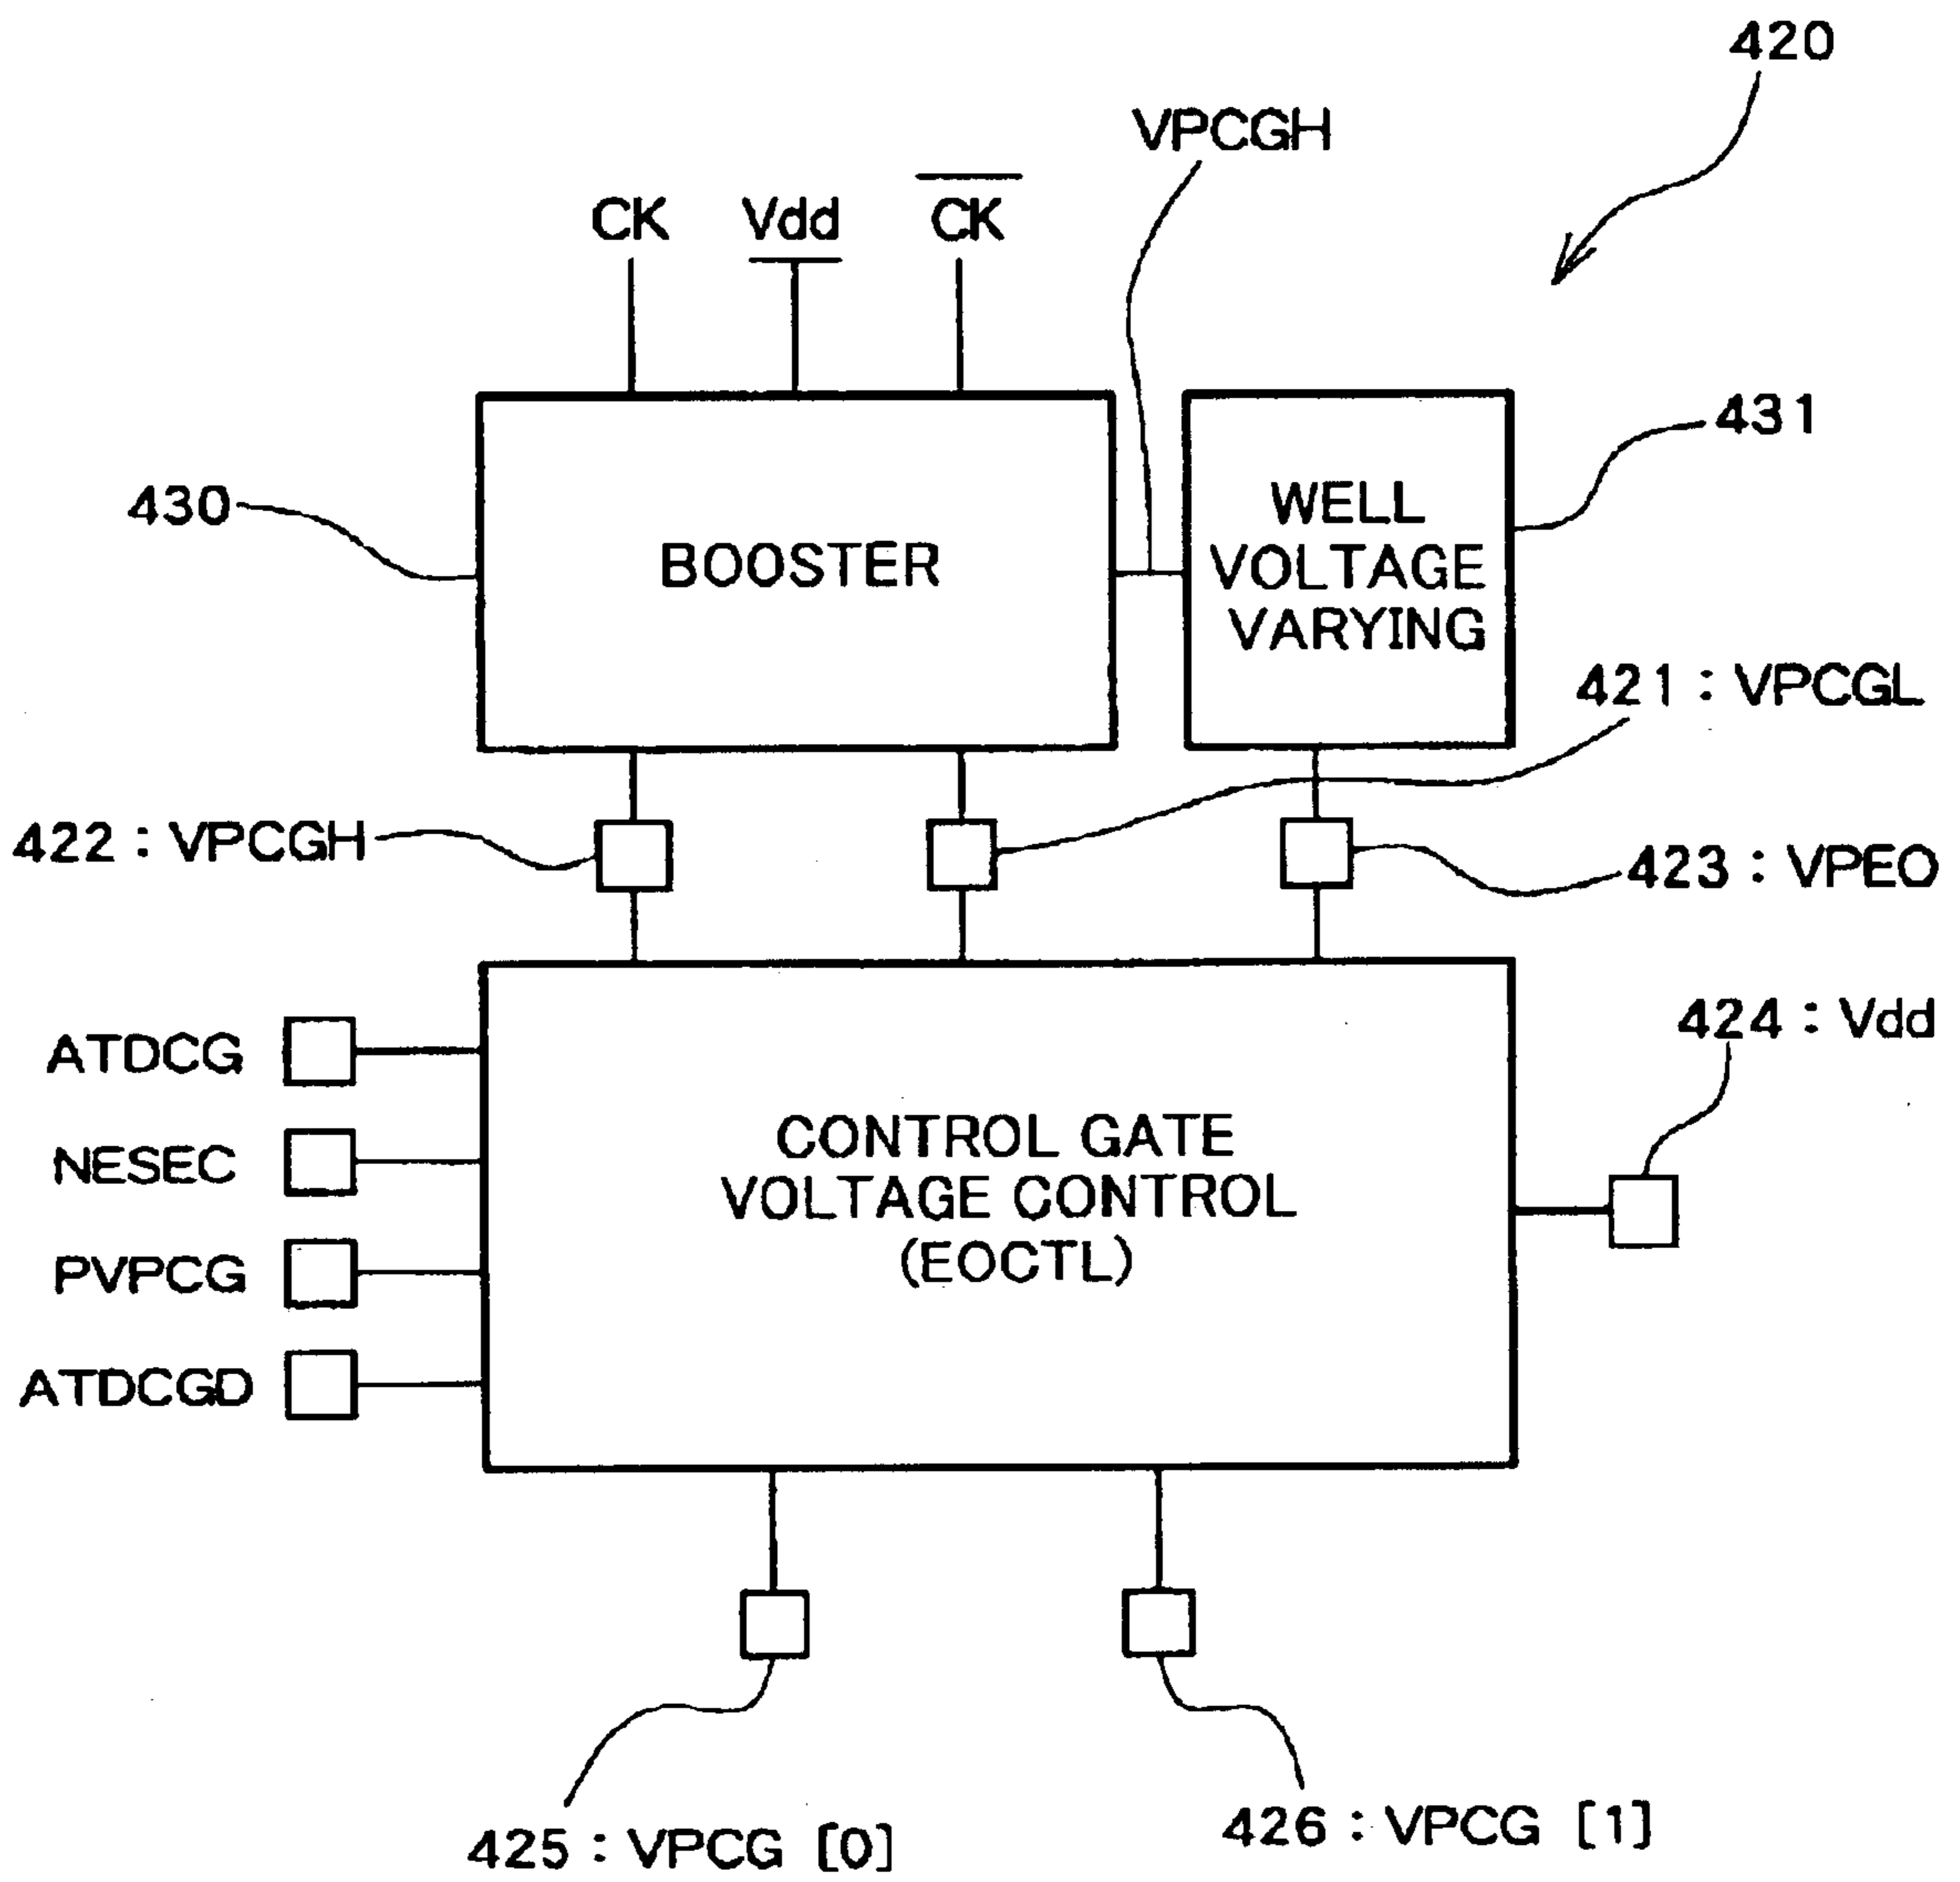 420
VPCGH
CK Vdd CK
431
430
BOOSTER
WELL
VOLTAGE
VARYING
421 : VPCGL
422 : VPCGH
423 : VPEO
424 : Vdd
ATDCG
NESEC
PVPCG
ATDCGD
CONTROL GATE
VOLTAGE CONTROL
(EOCTL)
425 : VPCG [0]
426 : VPCG [1]